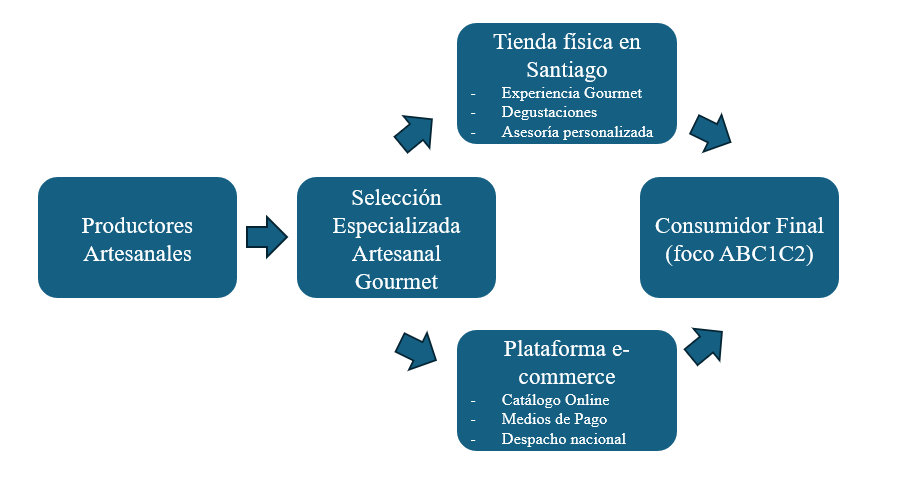 Tienda física en
Santiago
- Experiencia Gourmet
- Degustaciones
- Asesoría personalizada
Productores
Artesanales
Selección
Especializada
Artesanal
Gourmet
Consumidor Final
(foco ABC1C2)
Plataforma e-
commerce
- Catálogo Online
- Medios de Pago
- Despacho nacional